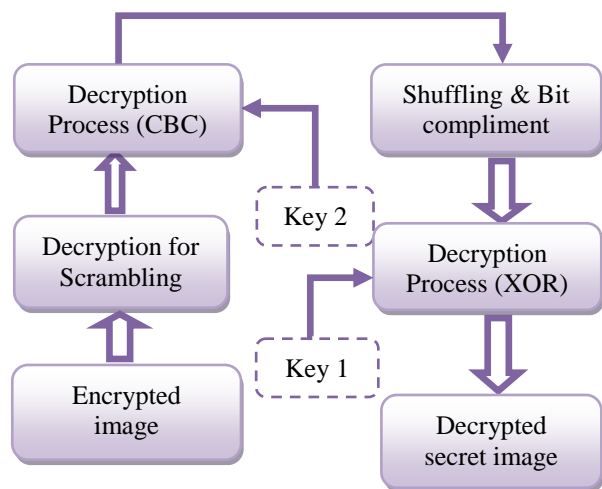 Decryption
Process (CBC)
Shuffling & Bit
compliment
Key 2
Decryption for
Scrambling
Decryption
Process (XOR)
Key 1
Encrypted
image
Decrypted
secret image